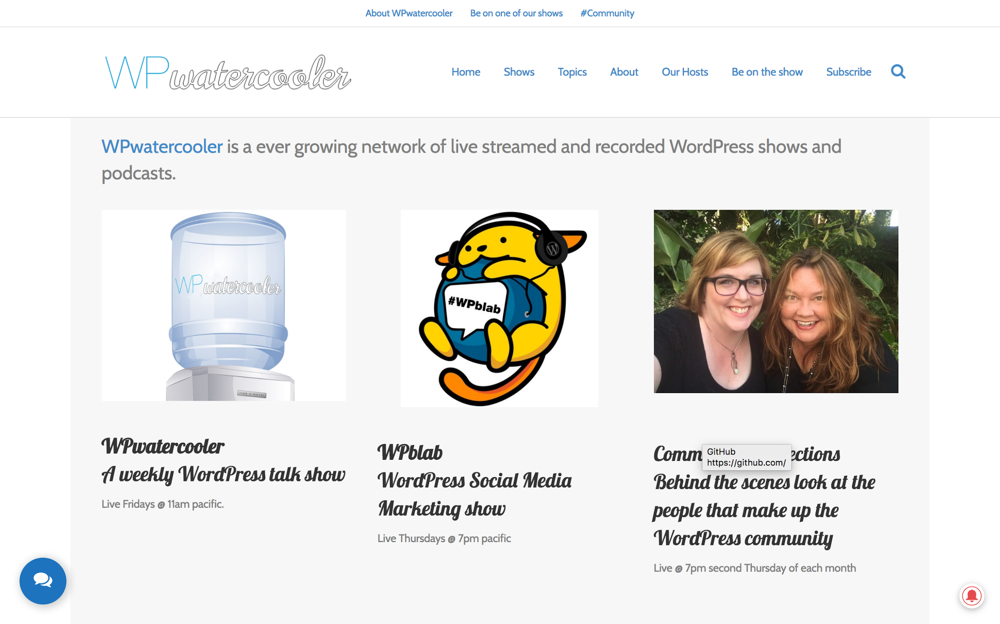 About WPwatercooler Be on one of our shows #Community
WPwatercooler
Home Shows Topics About Our Hosts Be on the show Subscribe
WPwatercooler is a ever growing network of live streamed and recorded WordPress shows and
podcasts.
WPwatercooler
CODE IS POETRY
#WPblab
WPwatercooler
A weekly WordPress talk show
Live Fridays @ 11am pacific.
WPblab
WordPress Social Media
Marketing show
Live Thursdays @ 7pm pacific
Comm ections
GitHub
https://github.com/
Behind the scenes look at the
people that make up the
WordPress community
Live @ 7pm second Thursday of each month